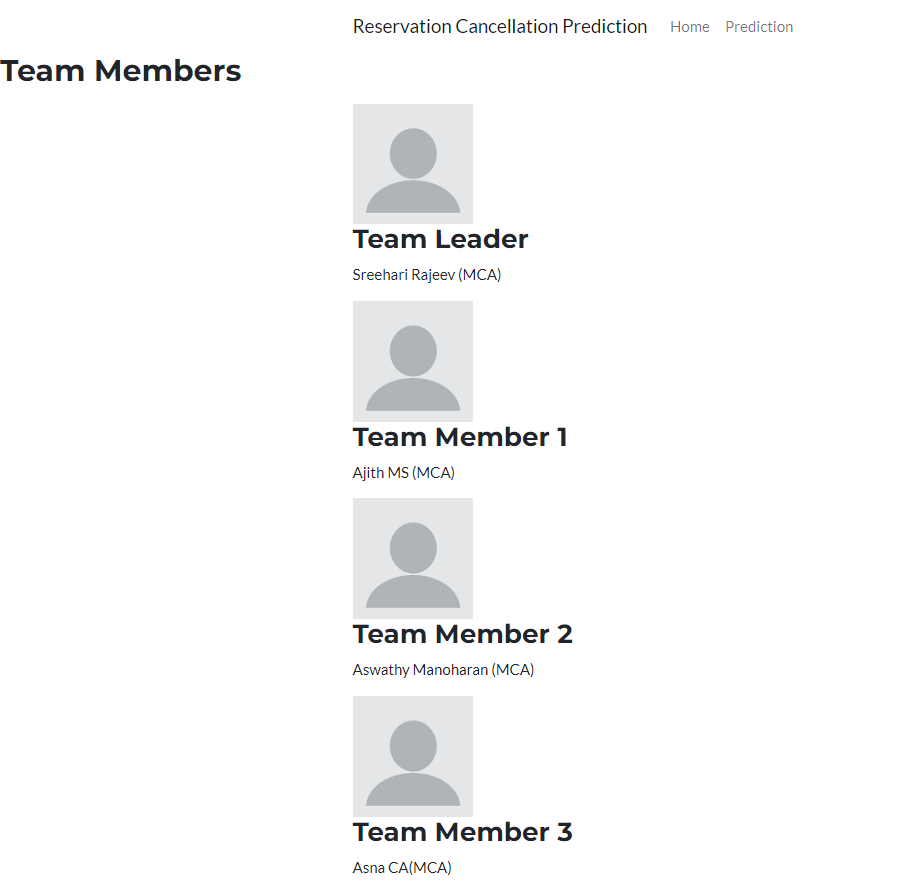 Reservation Cancellation Prediction Home Prediction
Team Members
Team Leader
Sreehari Rajeev (MCA)
Team Member 1
Ajith MS (MCA)
Team Member 2
Aswathy Manoharan (MCA)
Team Member 3
Asna CA(MCA)